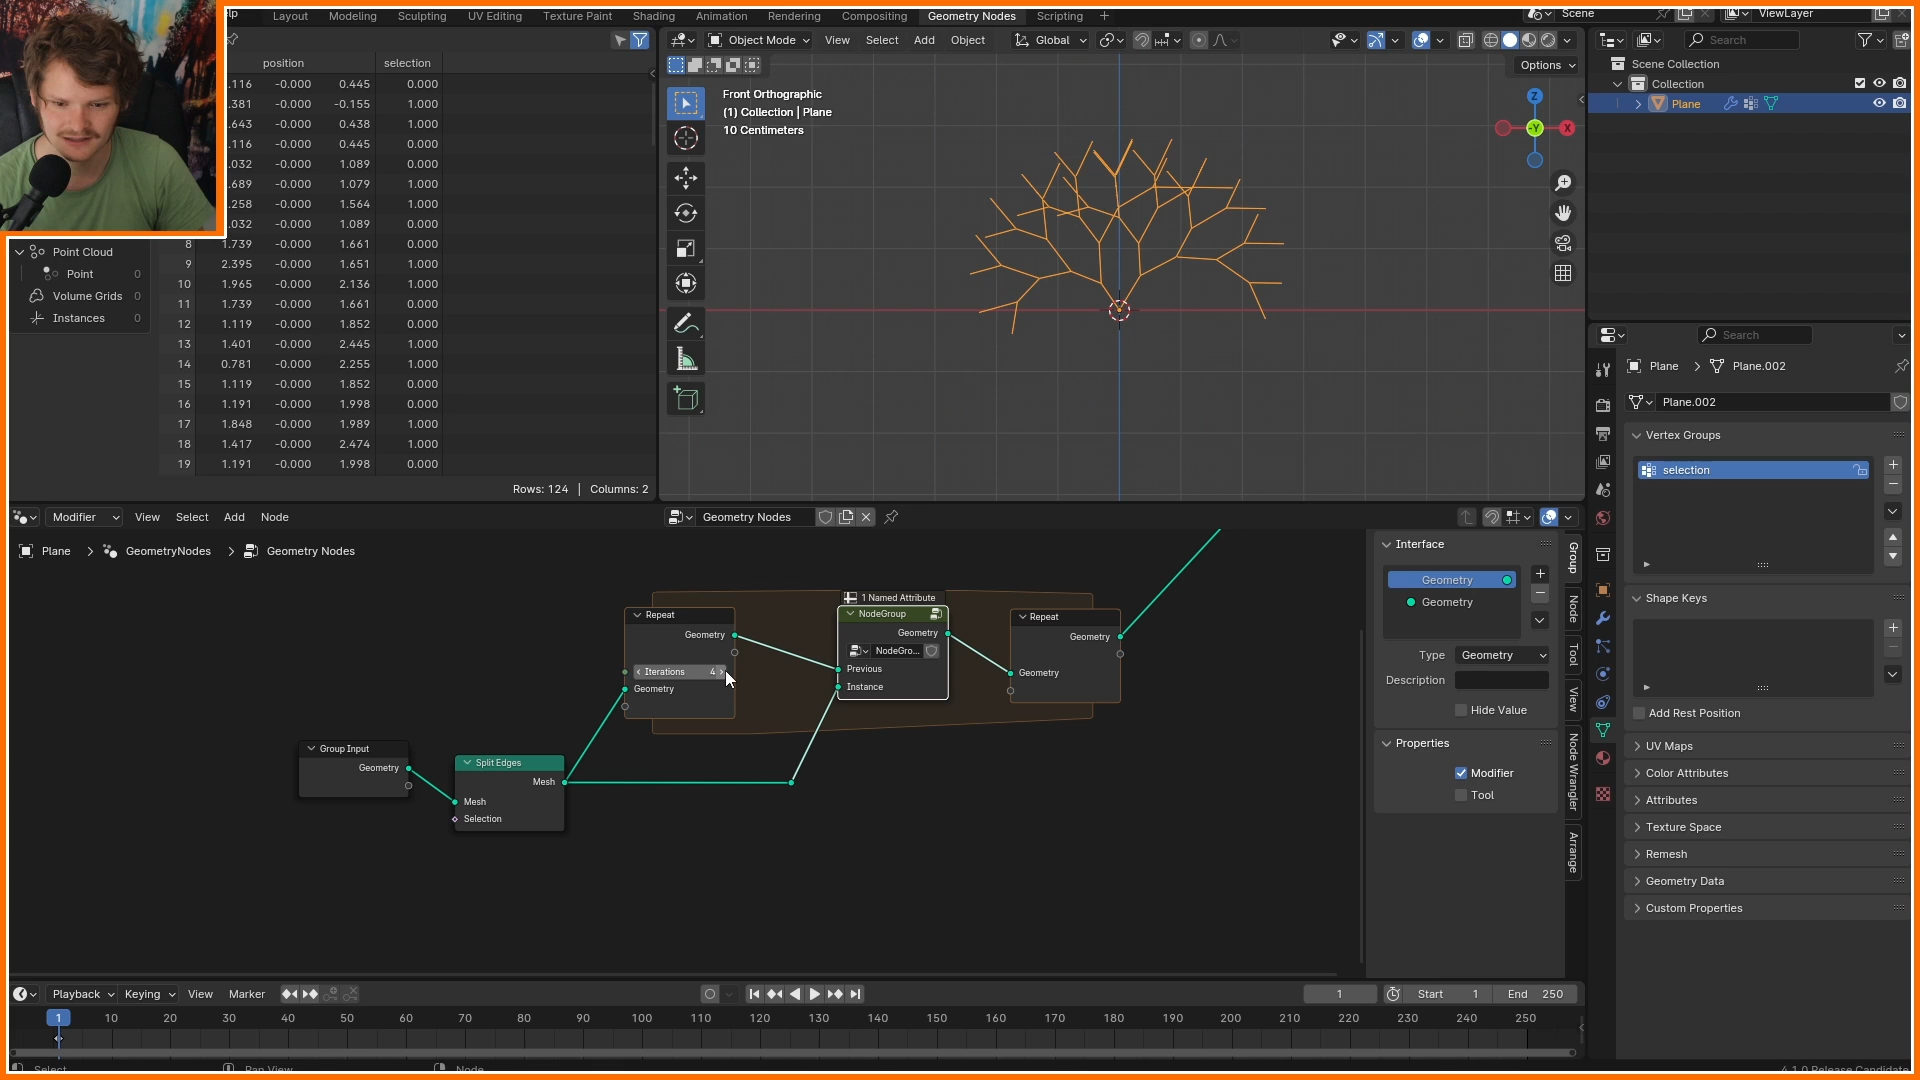 elp
Layout
Modeling
Sculpting
UV Editing
Texture Paint
Shading
Animation
Rendering
Compositing
Geometry Nodes
Scripting
+
Scene
ViewLayer
Object Mode
View
Select
Add
Object
Global
Search
position
selection
Options
.116 -0.000 0.445 0.000
.381 -0.000 -0.155 1.000
.643 -0.000 0.438 1.000
.116 -0.000 0.445 1.000
.032 -0.000 1.089 0.000
.689 -0.000 1.079 1.000
.258 -0.000 1.564 1.000
.032 -0.000 1.089 0.000
8 1.739 -0.000 1.661 0.000
9 2.395 -0.000 1.651 1.000
10 1.965 -0.000 2.136 1.000
11 1.739 -0.000 1.661 0.000
12 1.119 -0.000 1.852 0.000
13 1.401 -0.000 2.445 1.000
14 0.781 -0.000 2.255 1.000
15 1.119 -0.000 1.852 0.000
16 1.191 -0.000 1.998 0.000
17 1.848 -0.000 1.989 1.000
18 1.417 -0.000 2.474 1.000
19 1.191 -0.000 1.998 0.000
Rows: 124 | Columns: 2
Point Cloud
Point 0
Volume Grids 0
Instances 0
Front Orthographic
(1) Collection | Plane
10 Centimeters
Z
X
-Y
Scene Collection
Collection
Plane
Search
Plane > Plane.002
Plane.002
Vertex Groups
selection
Shape Keys
Add Rest Position
UV Maps
Color Attributes
Attributes
Texture Space
Remesh
Geometry Data
Custom Properties
Modifier
View
Select
Add
Node
Geometry Nodes
Plane > GeometryNodes > Geometry Nodes
Repeat
Geometry
Iterations 4
Geometry
1 Named Attribute
NodeGroup
Geometry
NodeGro...
Previous
Instance
Repeat
Geometry
Geometry
Group Input
Geometry
Split Edges
Mesh
Mesh
Selection
Interface
Geometry
Geometry
Type Geometry
Description
Hide Value
Properties
Modifier
Tool
Group
Node
Tool
View
Node Wrangler
Arrange
Playback
Keying
View
Marker
1
Start 1
End 250
1 10 20 30 40 50 60 70 80 90 100 110 120 130 140 150 160 170 180 190 200 210 220 230 240 250
Select
Pan View
Node
4.1.0 Release Candidate